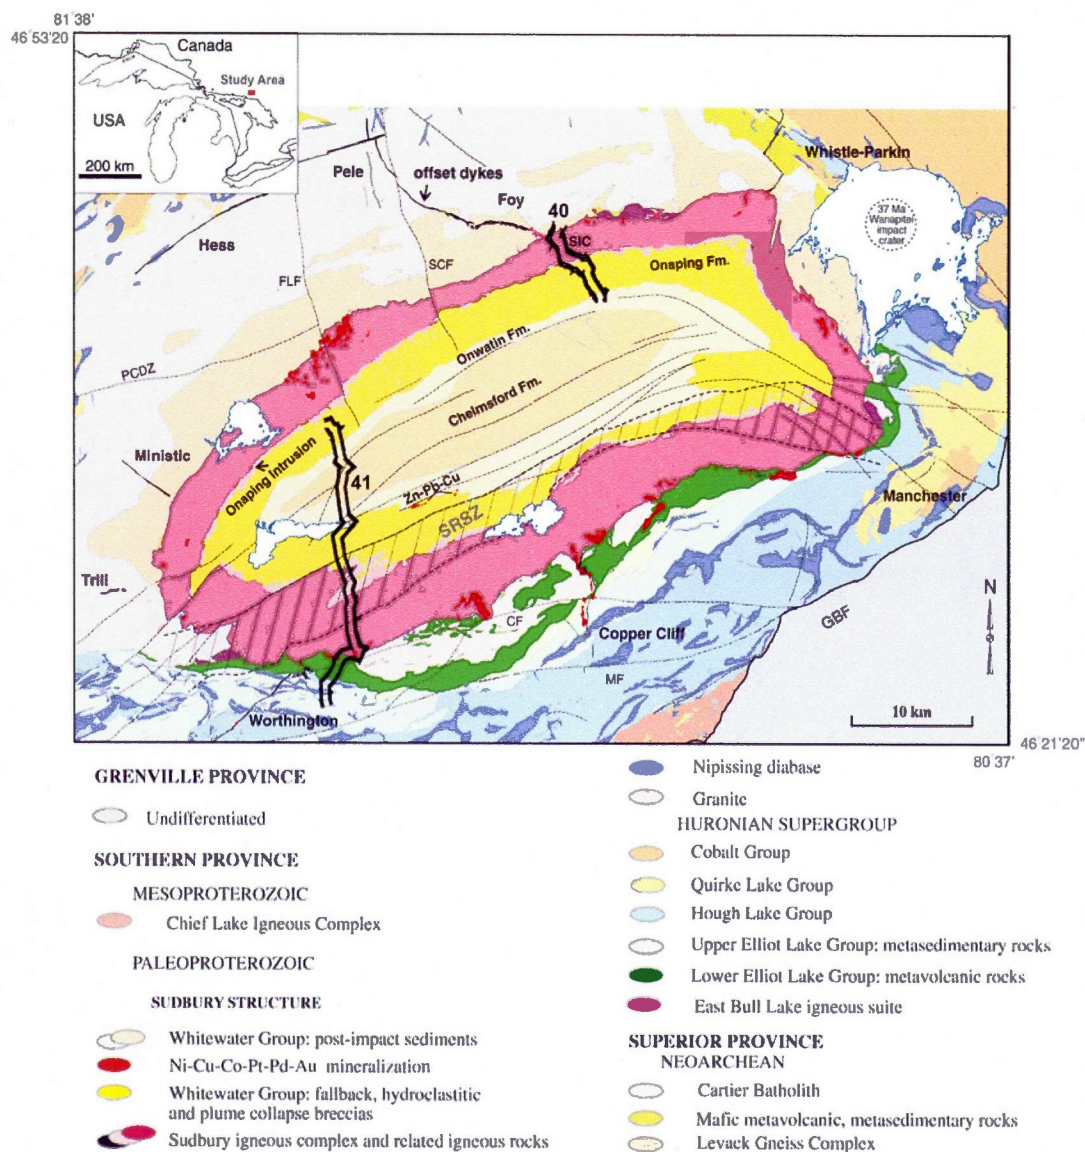 81°38'
46°53'20
Canada
Study Area
USA
200 km
Whistle-Parkin
offset dykes
Pele
Foy
37 Ma
Wanapitei
impact
crater
40
SIC
Hess
SCF
Onaping Fm.
FLF
Onwatin Fm.
PCDZ
Chelmsford Fm.
Ministic
Onaping Intrusion
41
Zn-Pb-Cu
Manchester
SRSZ
Trill
N
GBF
CF
Copper Cliff
MF
10 km
Worthington
46°21'20"
80°37'
GRENVILLE PROVINCE
Undifferentiated
SOUTHERN PROVINCE
MESOPROTEROZOIC
Chief Lake Igneous Complex
PALEOPROTEROZOIC
SUDBURY STRUCTURE
Whitewater Group: post-impact sediments
Ni-Cu-Co-Pt-Pd-Au mineralization
Whitewater Group: fallback, hydroclastitic
and plume collapse breccias
Sudbury igneous complex and related igneous rocks
Nipissing diabase
Granite
HURONIAN SUPERGROUP
Cobalt Group
Quirke Lake Group
Hough Lake Group
Upper Elliot Lake Group: metasedimentary rocks
Lower Elliot Lake Group: metavolcanic rocks
East Bull Lake igneous suite
SUPERIOR PROVINCE
NEOARCHEAN
Cartier Batholith
Mafic metavolcanic, metasedimentary rocks
Levack Gneiss Complex